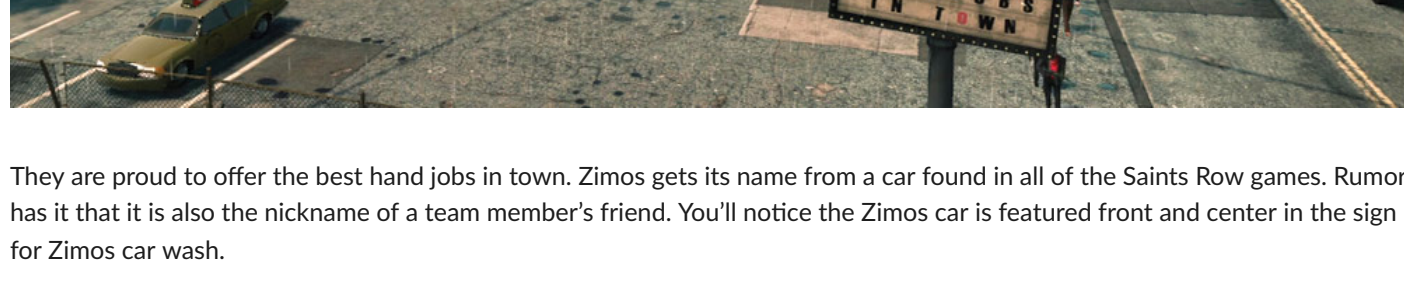 OBS
IN TOWN
They are proud to offer the best hand jobs in town. Zimos gets its name from a car found in all of the Saints Row games. Rumor
has it that it is also the nickname of a team member’s friend. You’ll notice the Zimos car is featured front and center in the sign
for Zimos car wash.